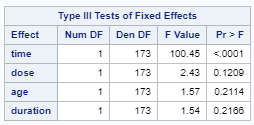 Type III Tests of Fixed Effects
Effect Num DF Den DF F Value Pr > F
time 1 173 100.45 <.0001
dose 1 173 2.43 0.1209
age 1 173 1.57 0.2114
duration 1 173 1.54 0.2166